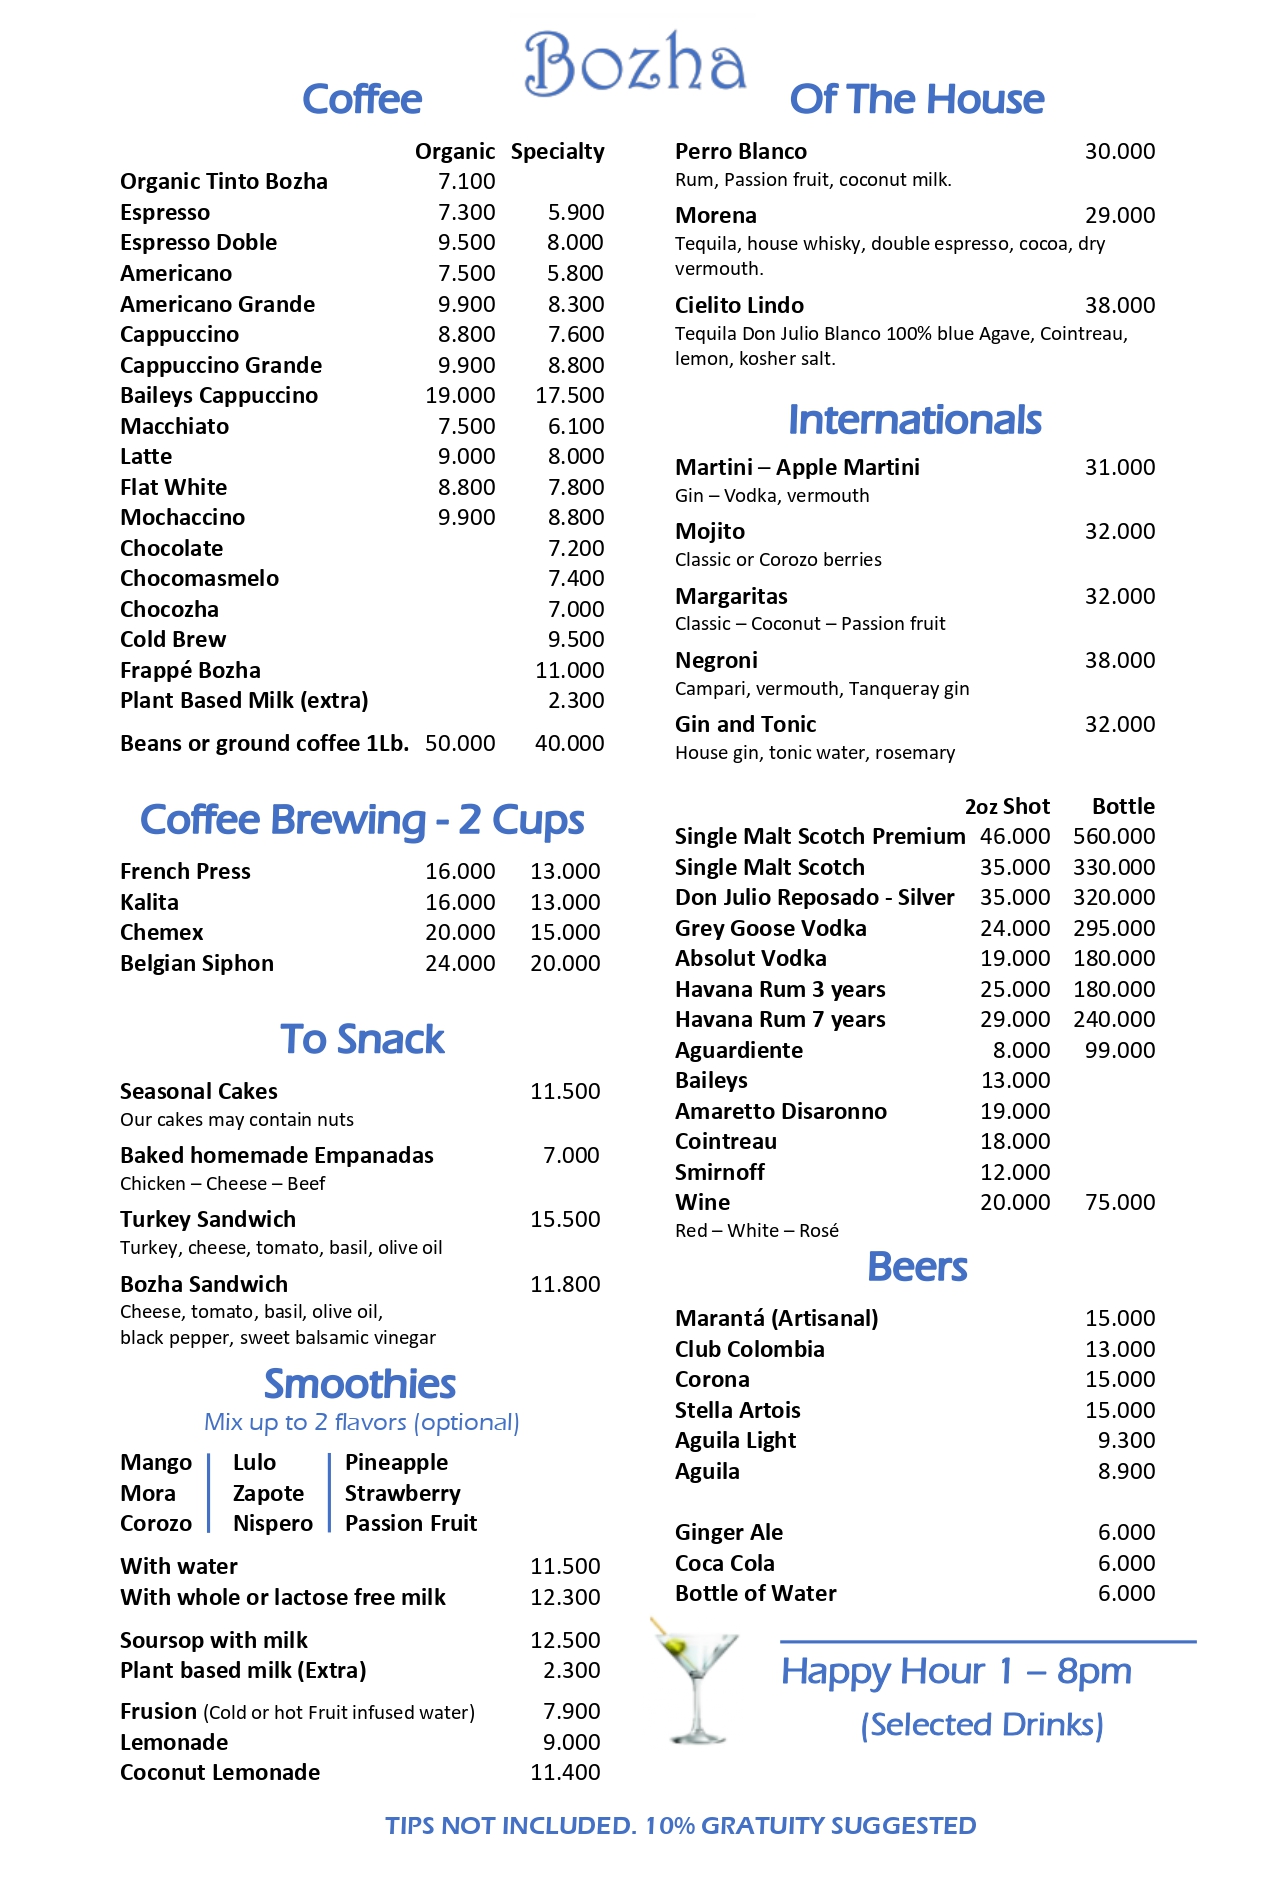 Bozha
Coffee
Organic Specialty
Organic Tinto Bozha 7.100
Espresso 7.300 5.900
Espresso Doble 9.500 8.000
Americano 7.500 5.800
Americano Grande 9.900 8.300
Cappuccino 8.800 7.600
Cappuccino Grande 9.900 8.800
Baileys Cappuccino 19.000 17.500
Macchiato 7.500 6.100
Latte 9.000 8.000
Flat White 8.800 7.800
Mochaccino 9.900 8.800
Chocolate 7.200
Chocomasmelo 7.400
Chocozha 7.000
Cold Brew 9.500
Frappé Bozha 11.000
Plant Based Milk (extra) 2.300
Beans or ground coffee 1Lb. 50.000 40.000
Coffee Brewing - 2 Cups
French Press 16.000 13.000
Kalita 16.000 13.000
Chemex 20.000 15.000
Belgian Siphon 24.000 20.000
To Snack
Seasonal Cakes 11.500
Our cakes may contain nuts
Baked homemade Empanadas 7.000
Chicken – Cheese – Beef
Turkey Sandwich 15.500
Turkey, cheese, tomato, basil, olive oil
Bozha Sandwich 11.800
Cheese, tomato, basil, olive oil,
black pepper, sweet balsamic vinegar
Smoothies
Mix up to 2 flavors (optional)
Mango Lulo Pineapple
Mora Zapote Strawberry
Corozo Nispero Passion Fruit
With water 11.500
With whole or lactose free milk 12.300
Soursop with milk 12.500
Plant based milk (Extra) 2.300
Frusion (Cold or hot Fruit infused water) 7.900
Lemonade 9.000
Coconut Lemonade 11.400
Of The House
Perro Blanco 30.000
Rum, Passion fruit, coconut milk.
Morena 29.000
Tequila, house whisky, double espresso, cocoa, dry
vermouth.
Cielito Lindo 38.000
Tequila Don Julio Blanco 100% blue Agave, Cointreau,
lemon, kosher salt.
Internationals
Martini – Apple Martini 31.000
Gin – Vodka, vermouth
Mojito 32.000
Classic or Corozo berries
Margaritas 32.000
Classic – Coconut – Passion fruit
Negroni 38.000
Campari, vermouth, Tanqueray gin
Gin and Tonic 32.000
House gin, tonic water, rosemary
2oz Shot Bottle
Single Malt Scotch Premium 46.000 560.000
Single Malt Scotch 35.000 330.000
Don Julio Reposado - Silver 35.000 320.000
Grey Goose Vodka 24.000 295.000
Absolut Vodka 19.000 180.000
Havana Rum 3 years 25.000 180.000
Havana Rum 7 years 29.000 240.000
Aguardiente 8.000 99.000
Baileys 13.000
Amaretto Disaronno 19.000
Cointreau 18.000
Smirnoff 12.000
Wine 20.000 75.000
Red – White – Rosé
Beers
Marantá (Artisanal) 15.000
Club Colombia 13.000
Corona 15.000
Stella Artois 15.000
Aguila Light 9.300
Aguila 8.900
Ginger Ale 6.000
Coca Cola 6.000
Bottle of Water 6.000
Happy Hour 1 – 8pm
(Selected Drinks)
TIPS NOT INCLUDED. 10% GRATUITY SUGGESTED